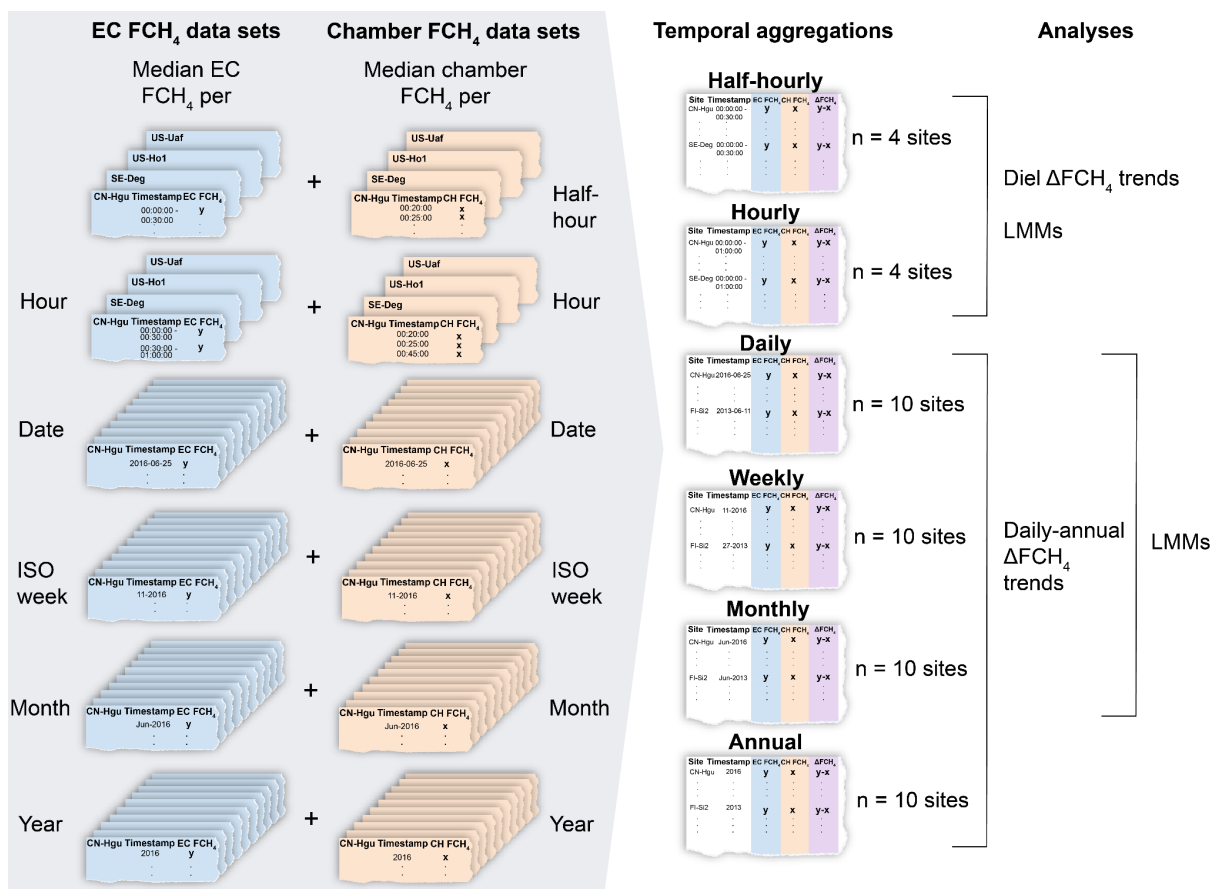 EC FCH₄ data sets
Median EC
FCH₄ per
US-Uaf
US-Ho1
SE-Deg
CN-Hgu Timestamp EC FCH₄
00:00:00 - y
00:30:00 .
. .
Hour
US-Uaf
US-Ho1
SE-Deg
CN-Hgu Timestamp EC FCH₄
00:00:00 - y
00:30:00
00:30:00 - y
01:00:00
Date
CN-Hgu Timestamp EC FCH₄
2016-06-25 y
. .
. .
ISO
week
CN-Hgu Timestamp EC FCH₄
11-2016 y
. .
. .
Month
CN-Hgu Timestamp EC FCH₄
Jun-2016 y
. .
. .
Year
CN-Hgu Timestamp EC FCH₄
2016 y
. .
. .
+
+
+
+
+
+
Chamber FCH₄ data sets
Median chamber
FCH₄ per
US-Uaf
US-Ho1
SE-Deg
CN-Hgu Timestamp CH FCH₄
00:20:00 x
00:25:00 x
. .
Half-
hour
US-Uaf
US-Ho1
SE-Deg
CN-Hgu Timestamp CH FCH₄
00:20:00 x
00:25:00 x
00:45:00 x
Hour
CN-Hgu Timestamp CH FCH₄
2016-06-25 x
. .
. .
Date
CN-Hgu Timestamp CH FCH₄
11-2016 x
. .
. .
ISO
week
CN-Hgu Timestamp CH FCH₄
Jun-2016 x
. .
. .
Month
CN-Hgu Timestamp CH FCH₄
2016 x
. .
. .
Year
Temporal aggregations
Half-hourly
Site Timestamp EC FCH₄ CH FCH₄ ΔFCH₄
CN-Hgu 00:00:00 - y x y-x
00:30:00
SE-Deg 00:00:00 - y x y-x
00:30:00
n = 4 sites
Hourly
Site Timestamp EC FCH₄ CH FCH₄ ΔFCH₄
CN-Hgu 00:00:00 - y x y-x
01:00:00
SE-Deg 00:00:00 - y x y-x
01:00:00
n = 4 sites
Daily
Site Timestamp EC FCH₄ CH FCH₄ ΔFCH₄
CN-Hgu 2016-06-25 y x y-x
FI-Si2 2013-06-11 y x y-x
n = 10 sites
Weekly
Site Timestamp EC FCH₄ CH FCH₄ ΔFCH₄
CN-Hgu 11-2016 y x y-x
FI-Si2 27-2013 y x y-x
n = 10 sites
Monthly
Site Timestamp EC FCH₄ CH FCH₄ ΔFCH₄
CN-Hgu Jun-2016 y x y-x
FI-Si2 Jun-2013 y x y-x
n = 10 sites
Annual
Site Timestamp EC FCH₄ CH FCH₄ ΔFCH₄
CN-Hgu 2016 y x y-x
FI-Si2 2013 y x y-x
n = 10 sites
Analyses
Diel ΔFCH₄ trends
LMMs
Daily-annual
ΔFCH₄
trends
LMMs